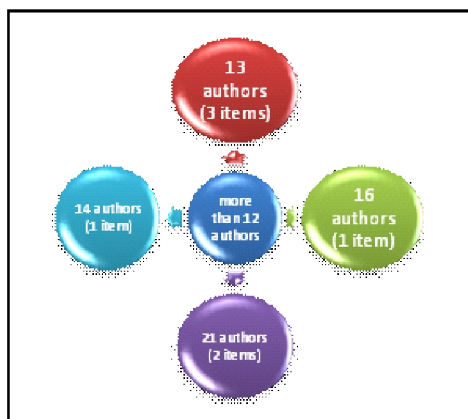 13
authors
(3 items)
14 authors
(1 item)
more
than 12
authors
16
authors
(1 item)
21 authors
(2 items)